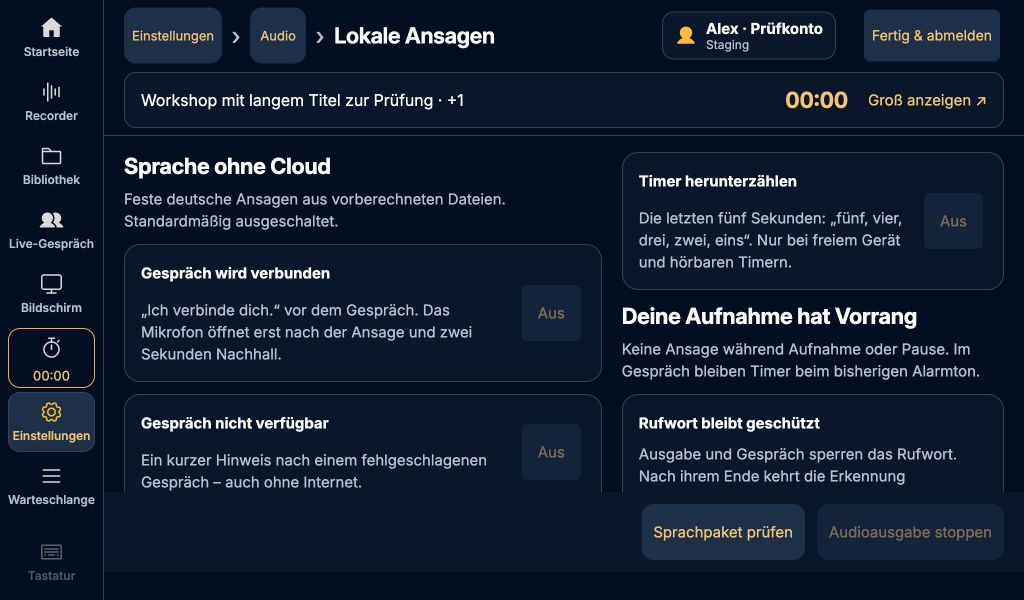 Startseite
Recorder
Bibliothek
Live-Gespräch
Bildschirm
00:00
Einstellungen
Warteschlange
Tastatur
Einstellungen
Audio
Lokale Ansagen
Alex · Prüfkonto
Staging
Fertig & abmelden
Workshop mit langem Titel zur Prüfung · +1
00:00
Groß anzeigen ↗
Sprache ohne Cloud
Feste deutsche Ansagen aus vorberechneten Dateien.
Standardmäßig ausgeschaltet.
Gespräch wird verbunden
„Ich verbinde dich.“ vor dem Gespräch. Das
Mikrofon öffnet erst nach der Ansage und zwei
Sekunden Nachhall.
Aus
Gespräch nicht verfügbar
Ein kurzer Hinweis nach einem fehlgeschlagenen
Gespräch – auch ohne Internet.
Aus
Timer herunterzählen
Die letzten fünf Sekunden: „fünf, vier,
drei, zwei, eins“. Nur bei freiem Gerät
und hörbaren Timern.
Aus
Deine Aufnahme hat Vorrang
Keine Ansage während Aufnahme oder Pause. Im
Gespräch bleiben Timer beim bisherigen Alarmton.
Rufwort bleibt geschützt
Ausgabe und Gespräch sperren das Rufwort.
Nach ihrem Ende kehrt die Erkennung
Sprachpaket prüfen
Audioausgabe stoppen